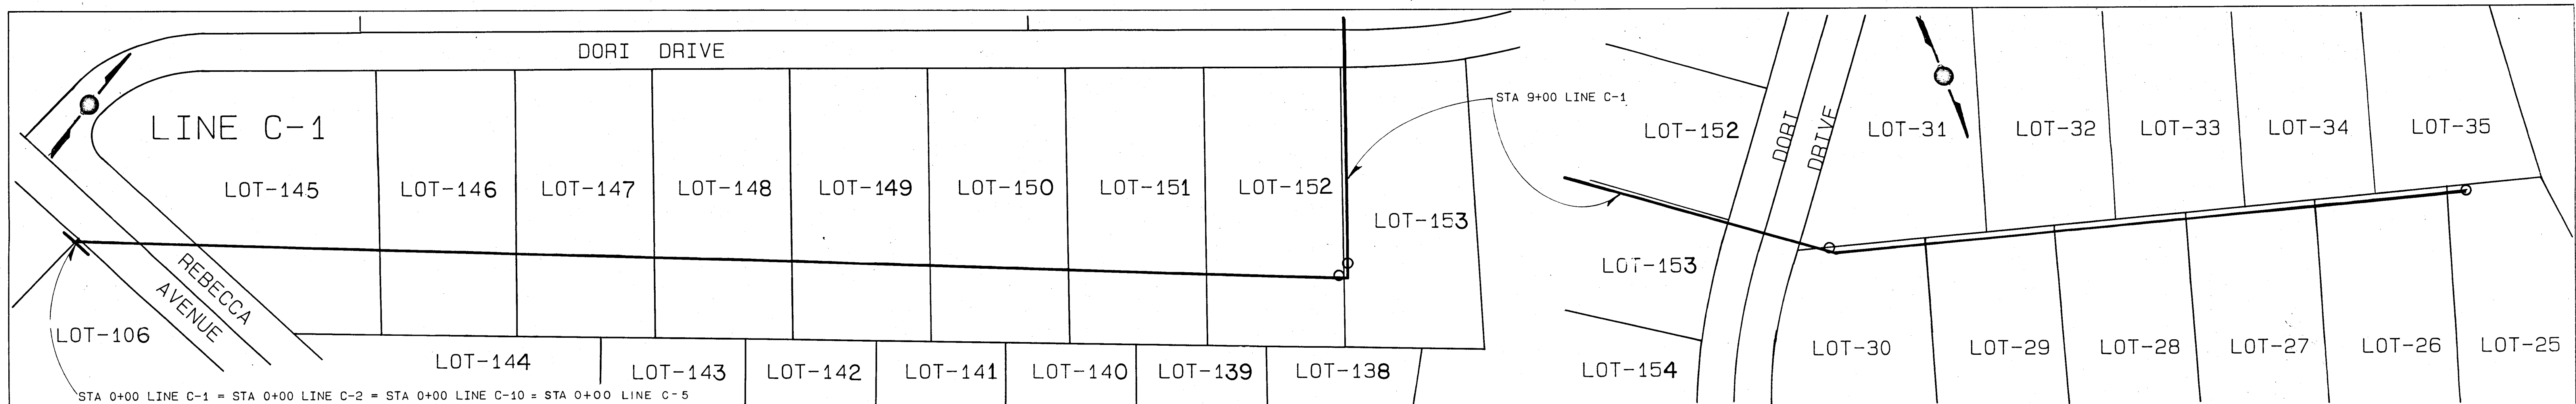 DORI DRIVE
LINE C-1
LOT-145
LOT-146
LOT-147
LOT-148
LOT-149
LOT-150
LOT-151
LOT-152
LOT-153
REBECCA
AVENUE
LOT-106
LOT-144
LOT-143
LOT-142
LOT-141
LOT-140
LOT-139
LOT-138
STA 0+00 LINE C-1 = STA 0+00 LINE C-2 = STA 0+00 LINE C-10 = STA 0+00 LINE C-5
STA 9+00 LINE C-1
LOT-152
DORI
DRIVE
LOT-31
LOT-32
LOT-33
LOT-34
LOT-35
LOT-153
LOT-154
LOT-30
LOT-29
LOT-28
LOT-27
LOT-26
LOT-25